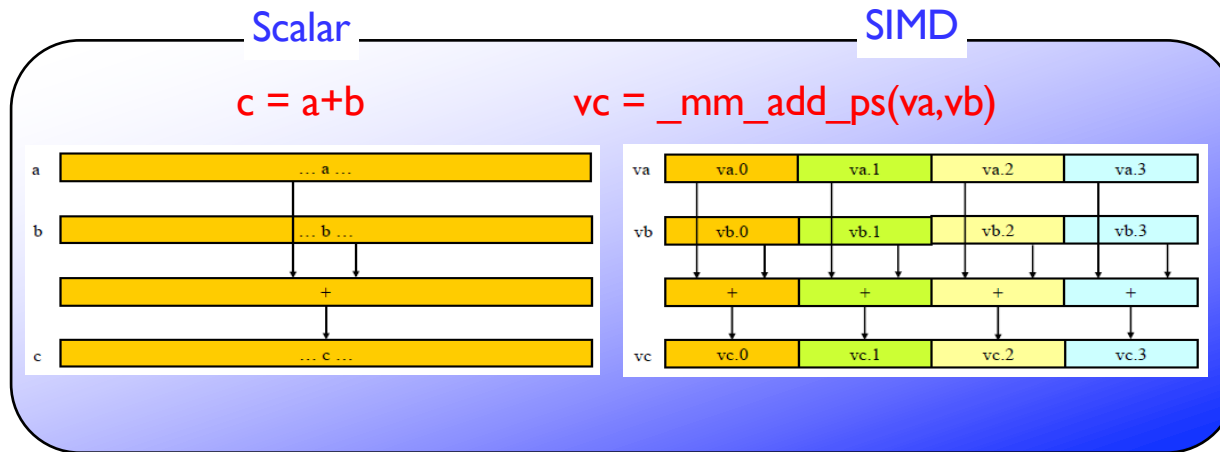 Scalar
SIMD
c = a+b
vc = _mm_add_ps(va,vb)
a
... a ...
b
... b ...
+
c
... c ...
va
va.0 va.1 va.2 va.3
vb
vb.0 vb.1 vb.2 vb.3
+ + + +
vc
vc.0 vc.1 vc.2 vc.3